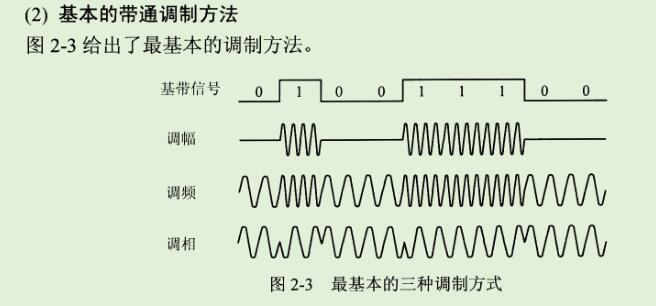 (2) 基本的带通调制方法
图 2-3 给出了最基本的调制方法。
基带信号 0 1 0 0 1 1 1 0 0
调幅
调频
调相
图 2-3 最基本的三种调制方式